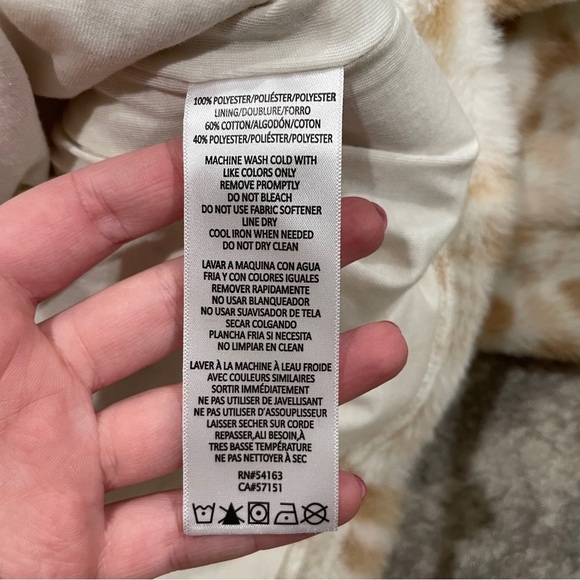 100% POLYESTER/POLIÉSTER/POLYESTER
LINING/DOUBLURE/FORRO
60% COTTON/ALGODÓN/COTON
40% POLYESTER/POLIÉSTER/POLYESTER
MACHINE WASH COLD WITH
LIKE COLORS ONLY
REMOVE PROMPTLY
DO NOT BLEACH
DO NOT USE FABRIC SOFTENER
LINE DRY
COOL IRON WHEN NEEDED
DO NOT DRY CLEAN
LAVAR A MAQUINA CON AGUA
FRIA Y CON COLORES IGUALES
REMOVER RAPIDAMENTE
NO USAR BLANQUEADOR
NO USAR SUAVISADOR DE TELA
SECAR COLGANDO
PLANCHA FRIA SI NECESITA
NO LIMPIAR EN CLEAN
LAVER À LA MACHINE À LEAU FROIDE
AVEC COULEURS SIMILAIRES
SORTIR IMMÉDIATEMENT
NE PAS UTILISER DE JAVELLISANT
NE PAS UTILISER D'ASSOUPLISSEUR
LAISSER SECHER SUR CORDE
REPASSER,ALI BESOIN,À
TRES BASSE TEMPÉRATURE
NE PAS NETTOYER À SEC
RN#54163
CA#57151